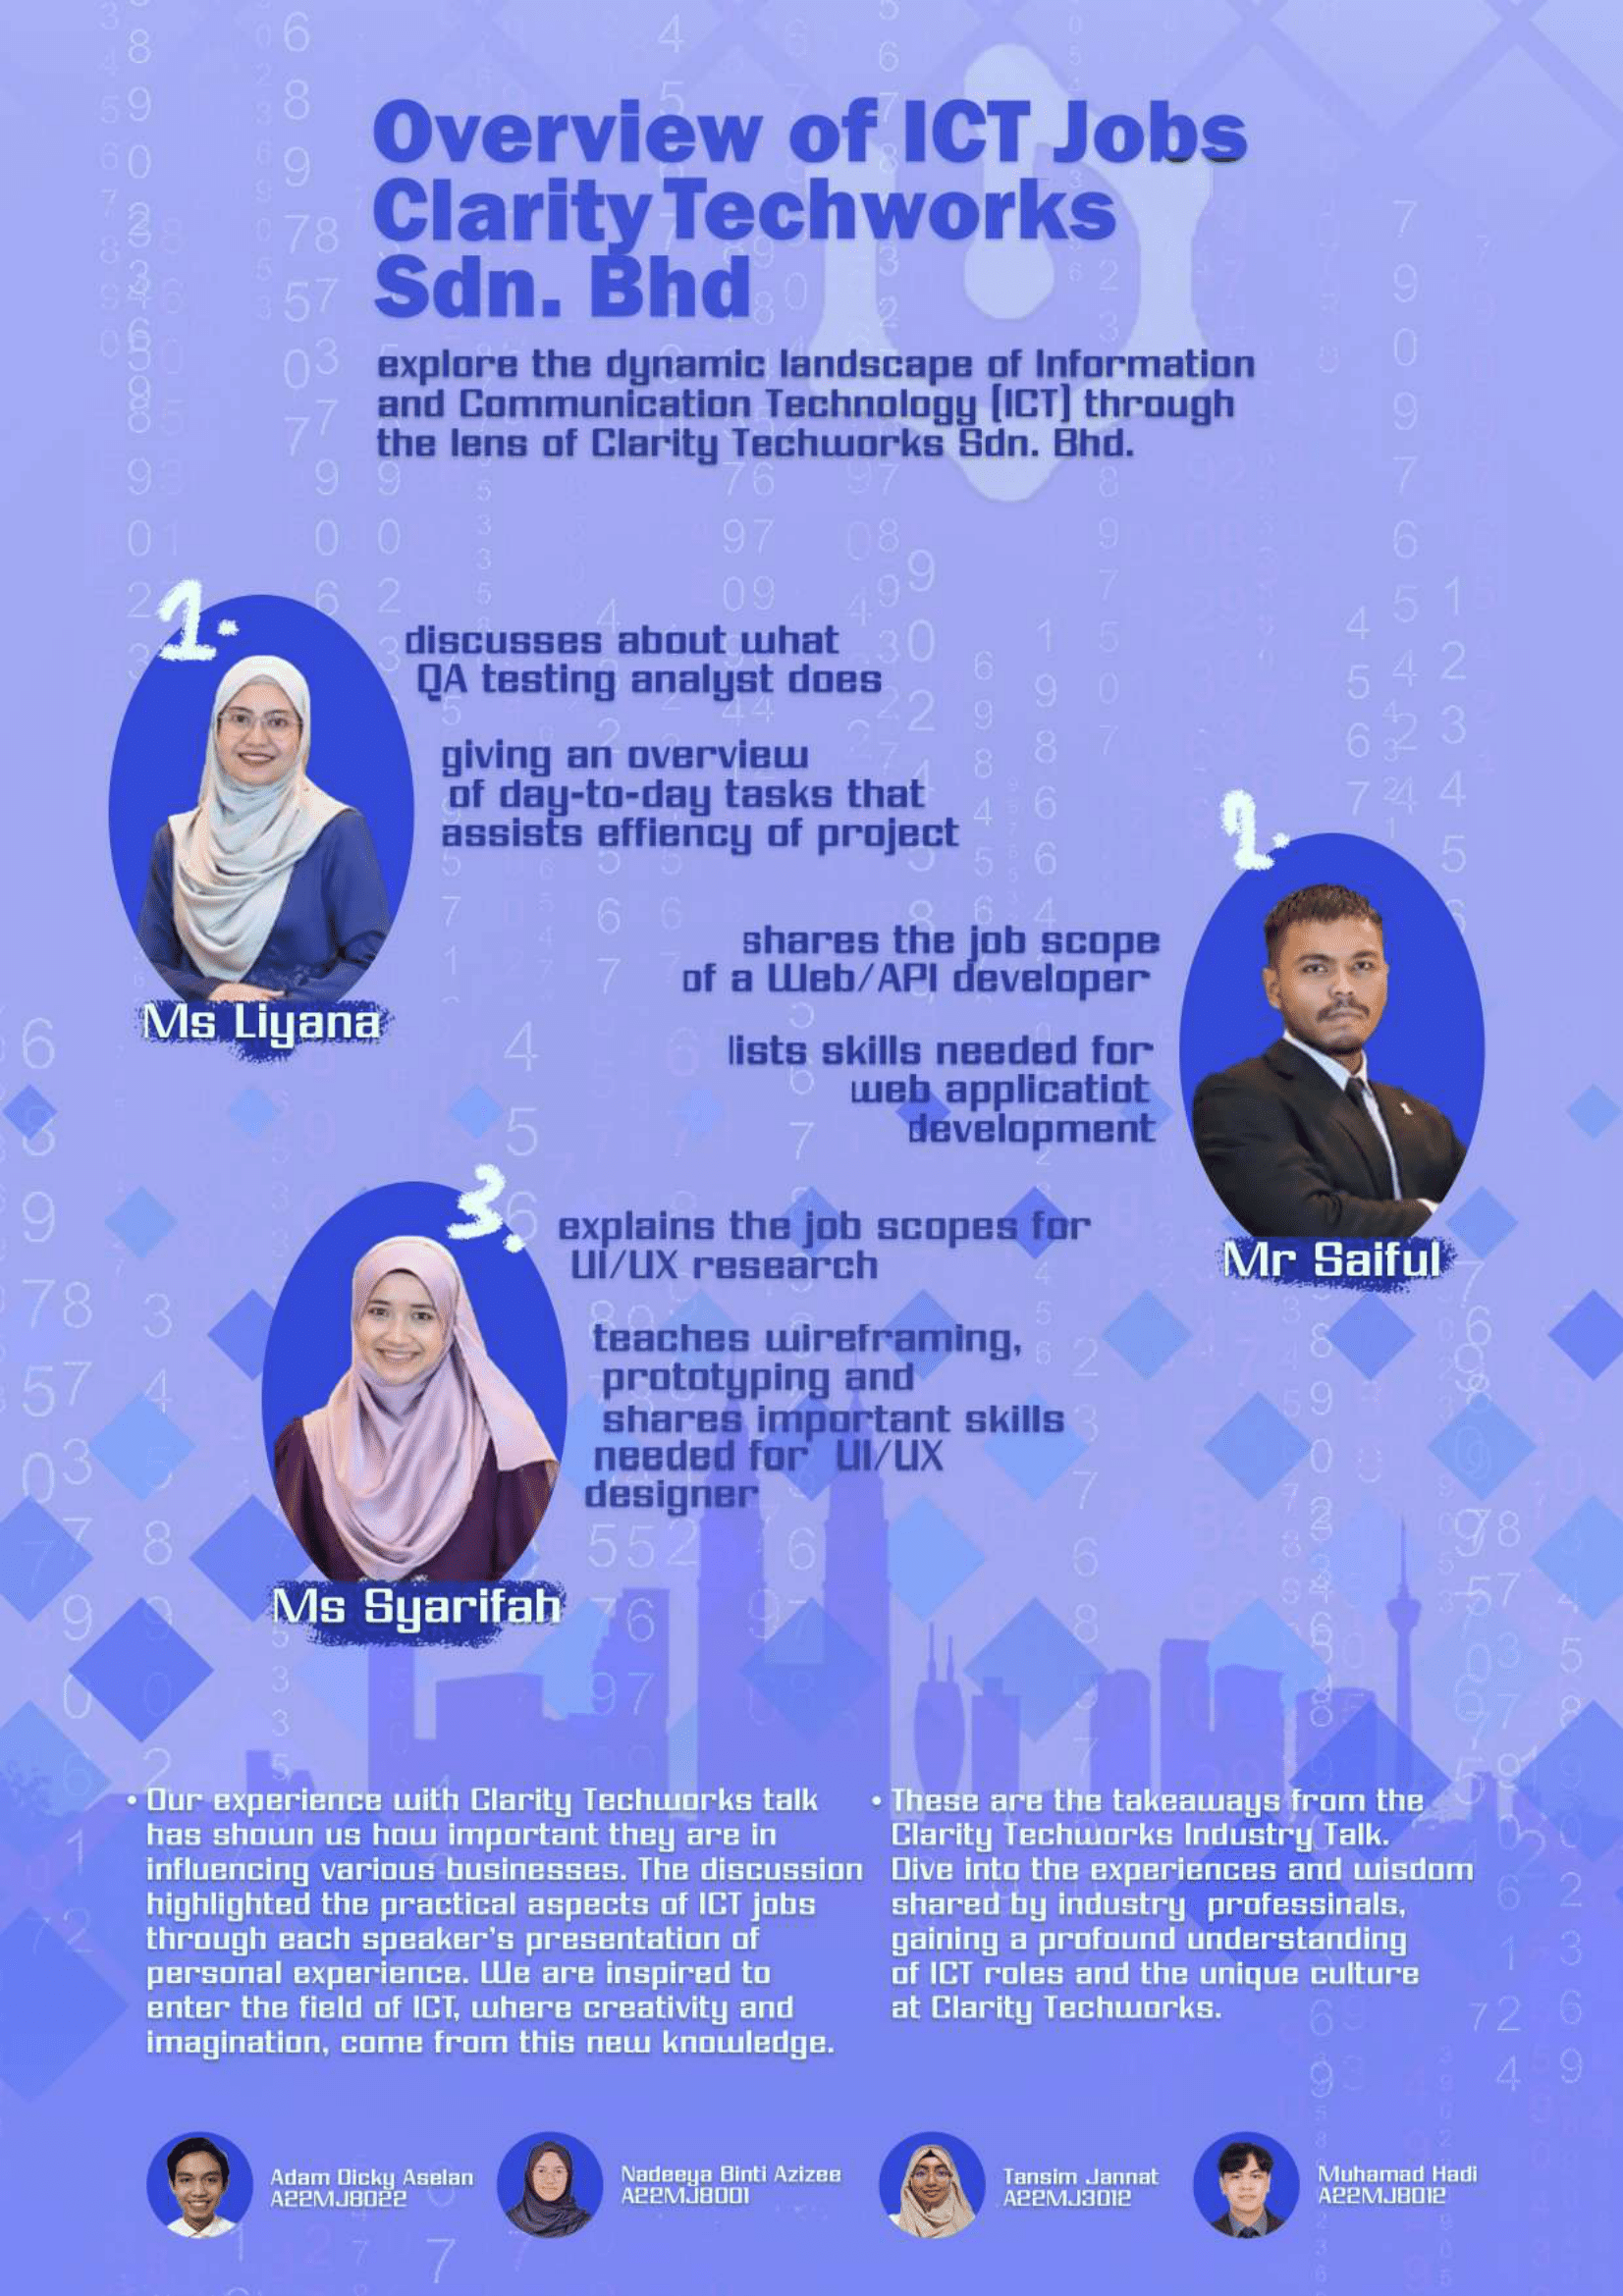 Overview of ICT Jobs
Clarity Techworks
Sdn. Bhd
explore the dynamic landscape of Information
and Communication Technology (ICT) through
the lens of Clarity Techworks Sdn. Bhd.
1.
discusses about what
QA testing analyst does
giving an overview
of day-to-day tasks that
assists effiency of project
Ms Liyana
2.
shares the job scope
of a Web/API developer
lists skills needed for
web applicatiot
development
Mr Saiful
3.
explains the job scopes for
UI/UX research
teaches wireframing,
prototyping and
shares important skills
needed for UI/UX
designer
Ms Syarifah
• Our experience with Clarity Techworks talk
has shown us how important they are in
influencing various businesses. The discussion
highlighted the practical aspects of ICT jobs
through each speaker's presentation of
personal experience. We are inspired to
enter the field of ICT, where creativity and
imagination, come from this new knowledge.
• These are the takeaways from the
Clarity Techworks Industry Talk.
Dive into the experiences and wisdom
shared by industry professinals,
gaining a profound understanding
of ICT roles and the unique culture
at Clarity Techworks.
Adam Dicky Aselan
A22MJ8022
Nadeeya Binti Azizee
A22MJ8001
Tansim Jannat
A22MJ3012
Muhamad Hadi
A22MJ8012